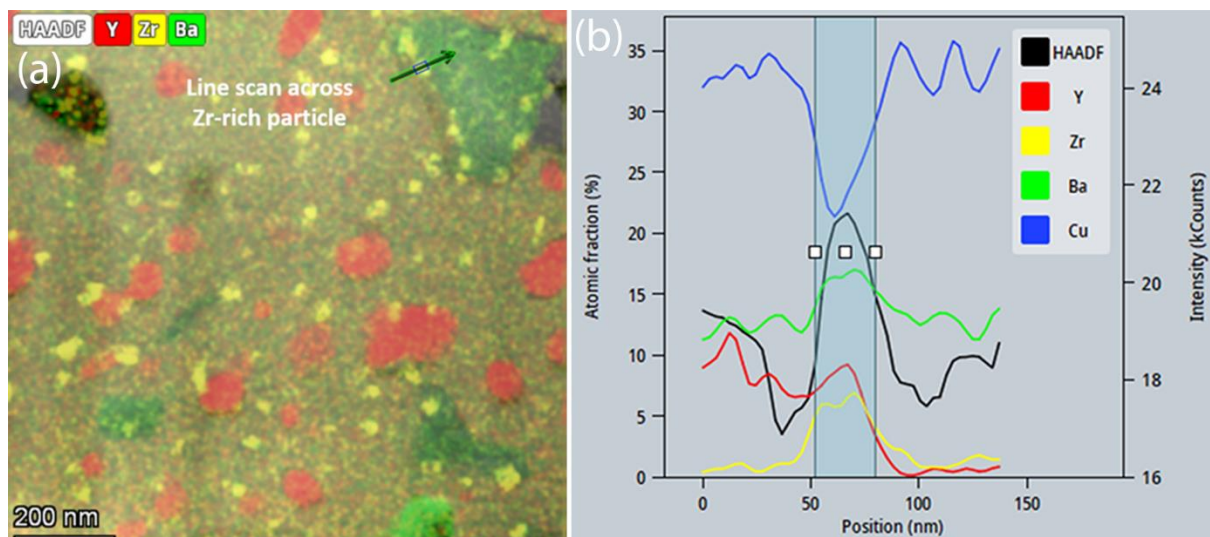 HAADF Y Zr Ba
(a)
Line scan across
Zr-rich particle
200 nm
(b)
Atomic fraction (%)
35
30
25
20
15
10
5
0
0 50 100 150
Position (nm)
24
22
20
18
16
Intensity (kCounts)
HAADF
Y
Zr
Ba
Cu